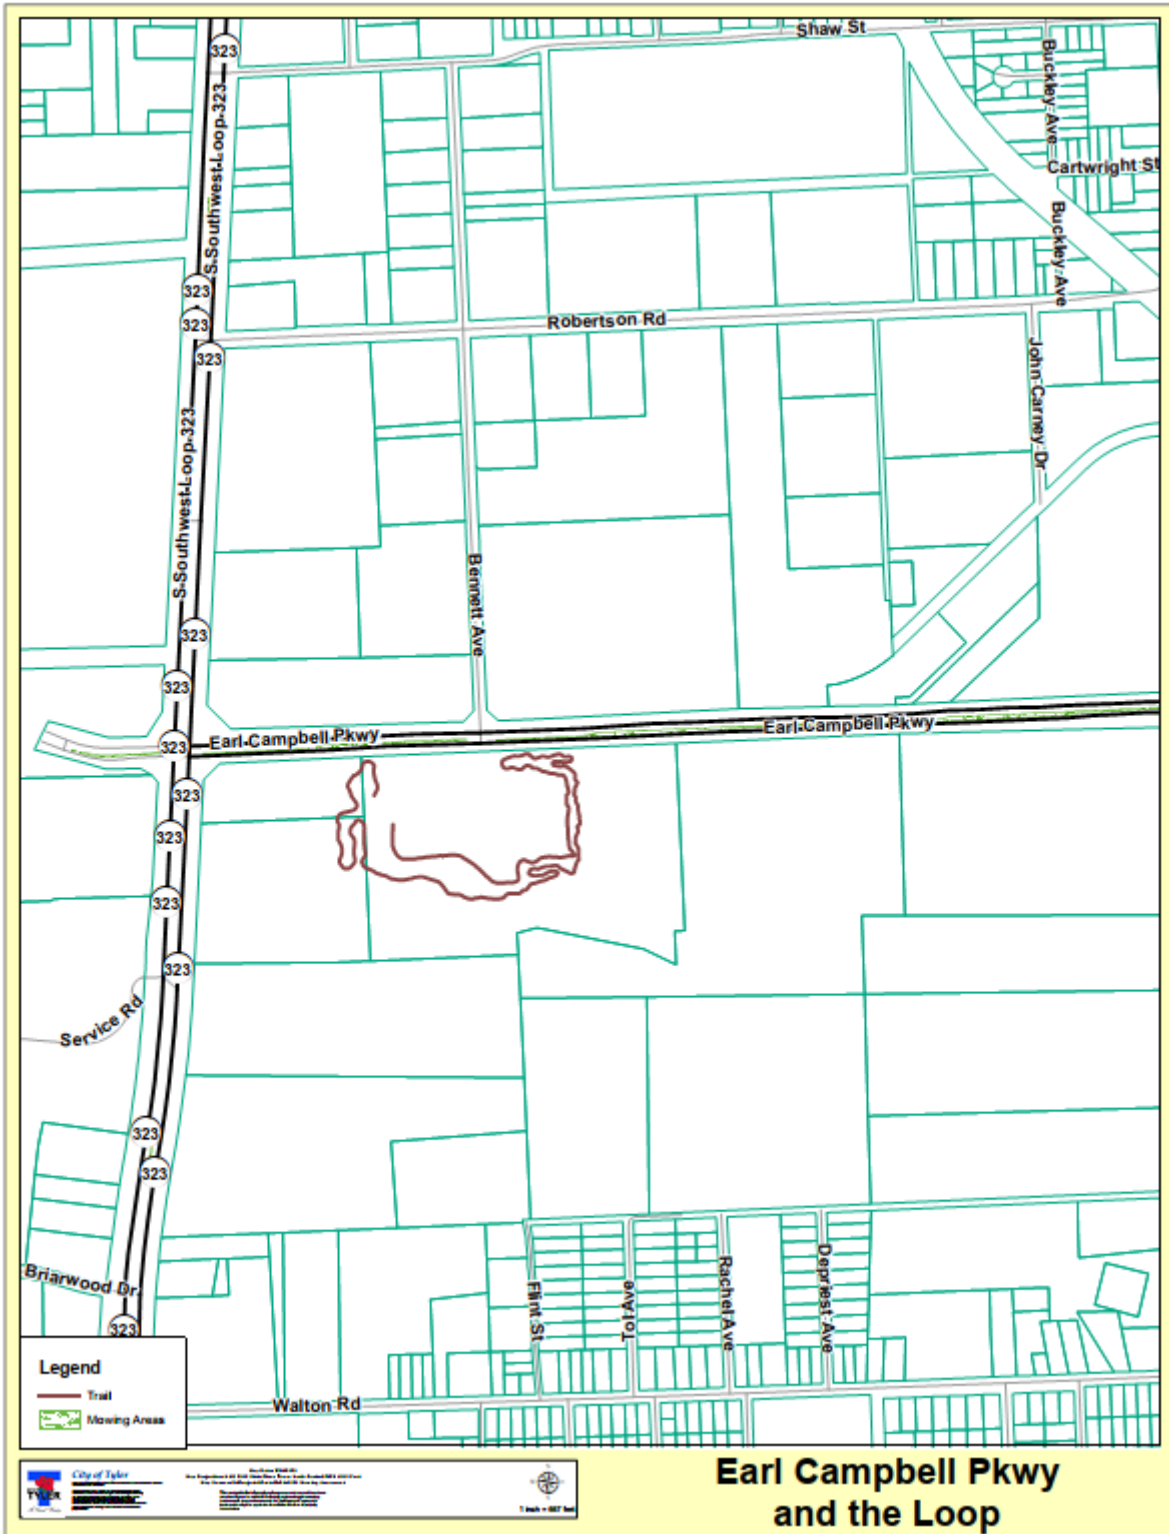 Shaw St
323
Buckley Ave
S Southwest Loop 323
Cartwright St
Buckley Ave
323
Robertson Rd
323
323
John Carney Dr
S Southwest Loop 323
Bennett Ave
323
323
Earl Campbell Pkwy
Earl Campbell Pkwy
323
323
323
323
323
Service Rd
323
323
Briarwood Dr
Flint St
Tol Ave
Rachel Ave
Depriest Ave
323
Walton Rd
Legend
Trail
Mowing Areas
City of Tyler
TYLER
Earl Campbell Pkwy
and the Loop